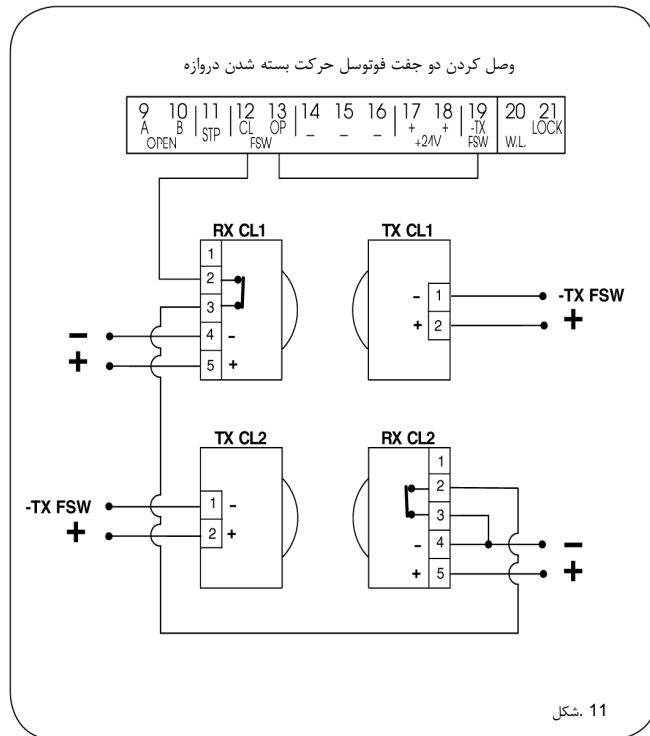 وصل کردن دو جفت فوتوسل حرکت بسته شدن دروازه
9 10 11 12 13 14 15 16 17 18 19 20 21
A B STP CL OP _ _ _ + + -TX W.L. LOCK
OPEN FSW +24V FSW
RX CL1
1
2
3
4 -
5 +
-
+
TX CL1
- 1 -TX FSW
+ 2 +
TX CL2
-TX FSW 1 -
+ 2 +
RX CL2
1
2
3
- 4 -
+ 5 +
شکل. 11